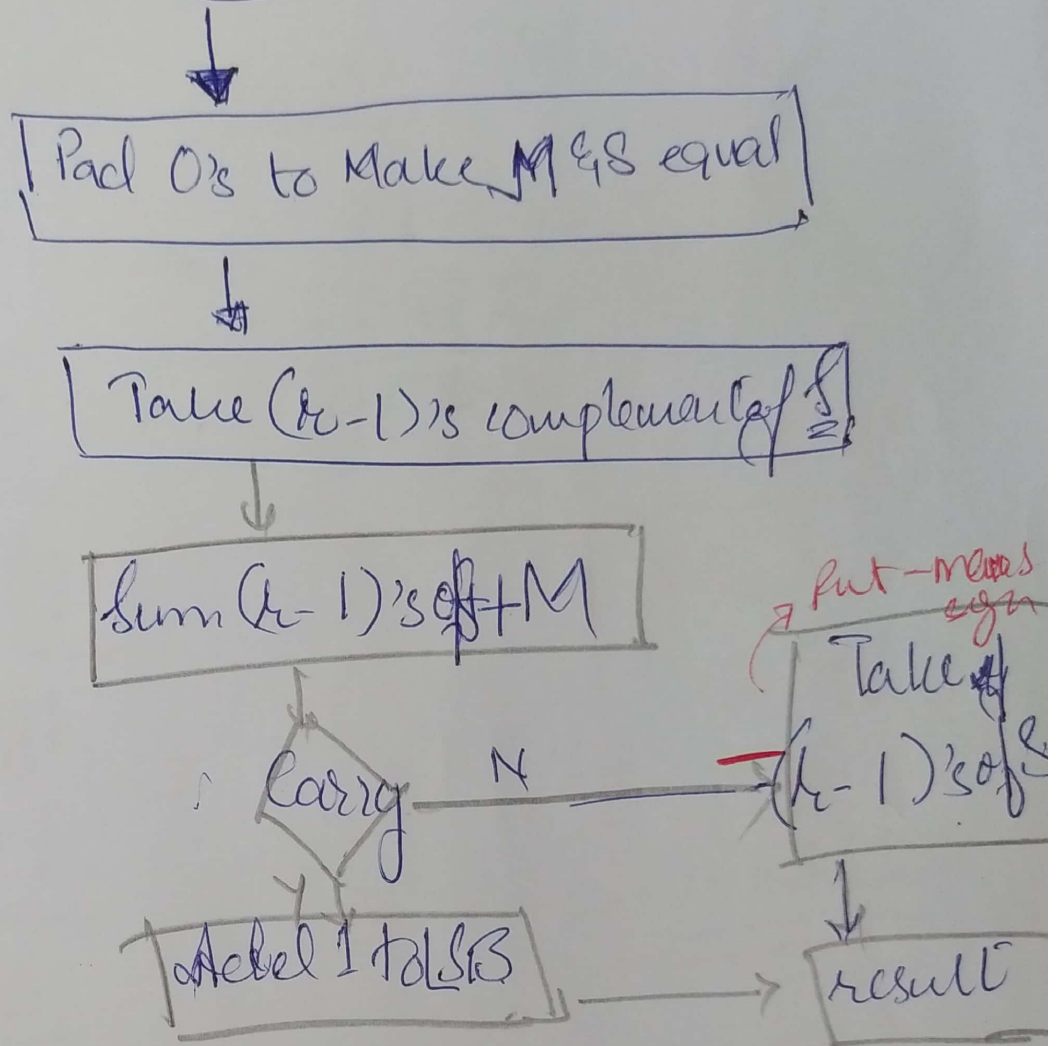 Pad 0's to Make M & S equal
Take (r-1)'s complement of S
Sum (r-1)'s of S+M
Put -
sign
Take
Carry
N
(r-1)'s of S
Y
Add 1 to LSB
result